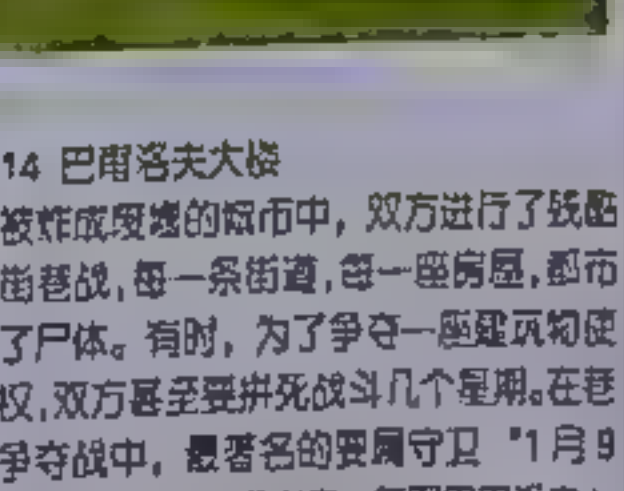 14 巴甫洛夫大楼
被炸成废墟的城市中，双方进行了残酷
街巷战，每一条街道，每一座房屋，都布
了尸体。有时，为了争夺一座建筑物使
权，双方甚至要拼死战斗几个星期。在巷
争夺战中，最著名的要属守卫“1月9